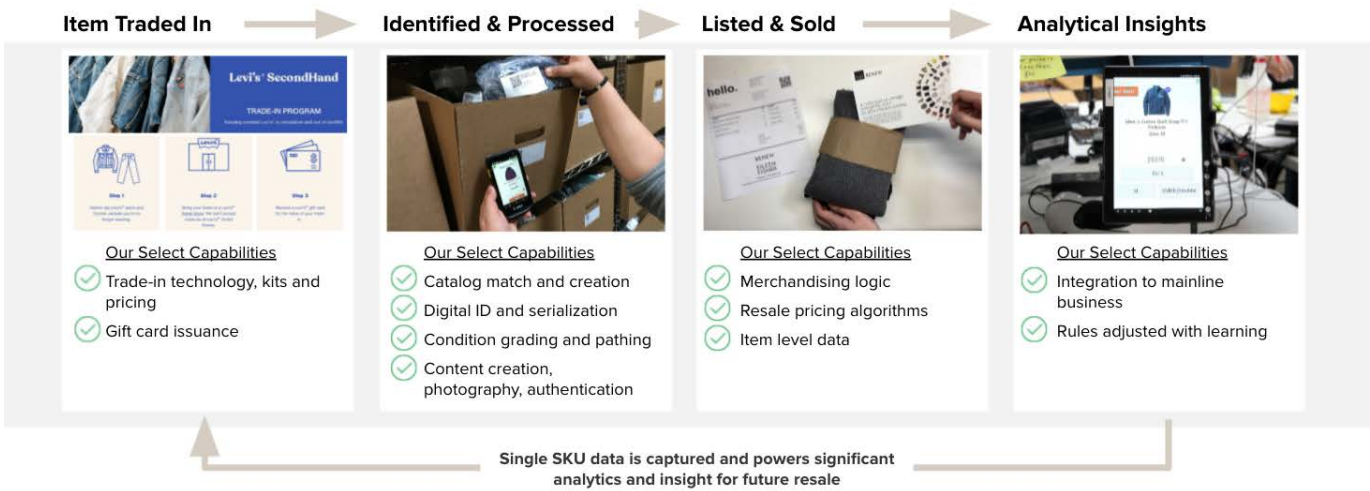 Item Traded In
Identified & Processed
Listed & Sold
Analytical Insights
Levi's® SecondHand
TRADE-IN PROGRAM
Step 1
Step 2
Step 3
Our Select Capabilities
Trade-in technology, kits and
pricing
Gift card issuance
Our Select Capabilities
Catalog match and creation
Digital ID and serialization
Condition grading and pathing
Content creation,
photography, authentication
hello.
RENEW
RENEW
EILEEN
FISHER
Our Select Capabilities
Merchandising logic
Resale pricing algorithms
Item level data
Our Select Capabilities
Integration to mainline
business
Rules adjusted with learning
Single SKU data is captured and powers significant
analytics and insight for future resale